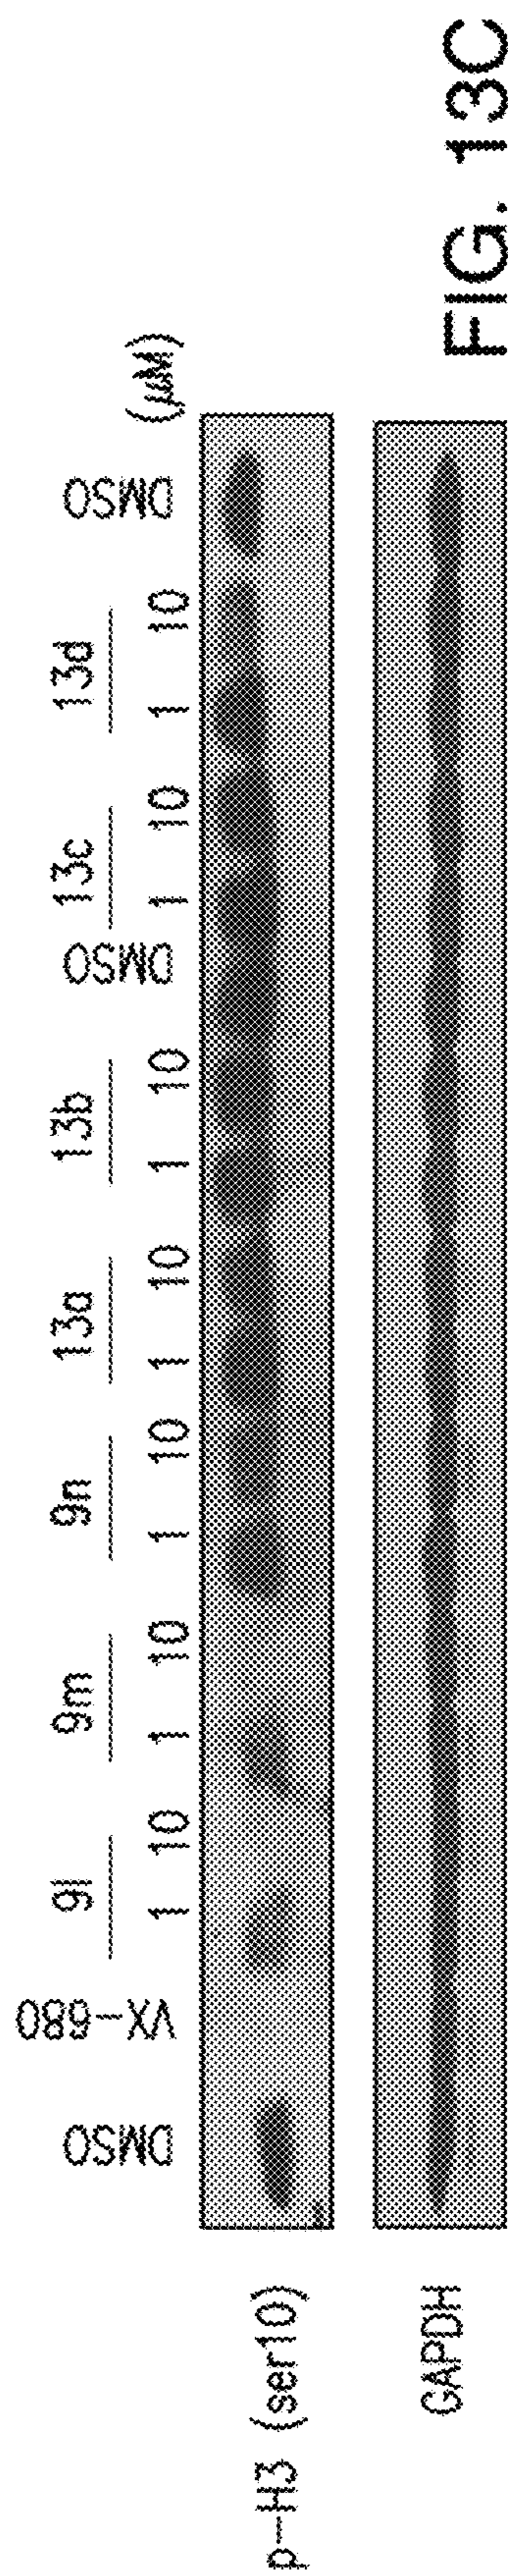 9l 9m 9n 13a 13b 13c 13d
DMSO VX-680 1 10 1 10 1 10 1 10 1 10 DMSO 1 10 1 10 DMSO (µM)
p-H3 (ser10)
GAPDH
FIG. 13C